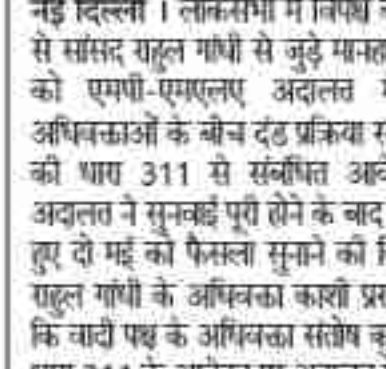 नई दिल्ली । लोकसभा में विपक्ष
से सांसद राहुल गांधी से जुड़े मानहा
को एमपी-एमएलए अदालत
अधिवक्ताओं के बीच दंड प्रक्रिया स
की धारा 311 से संबंधित आव
अदालत ने सुनवाई पूरी होने के बाद
हुए दो मई को फैसला सुनाने की
राहुल गांधी के अधिवक्ता काशी प्रस
कि वादी पक्ष के अधिवक्ता संतोष कु